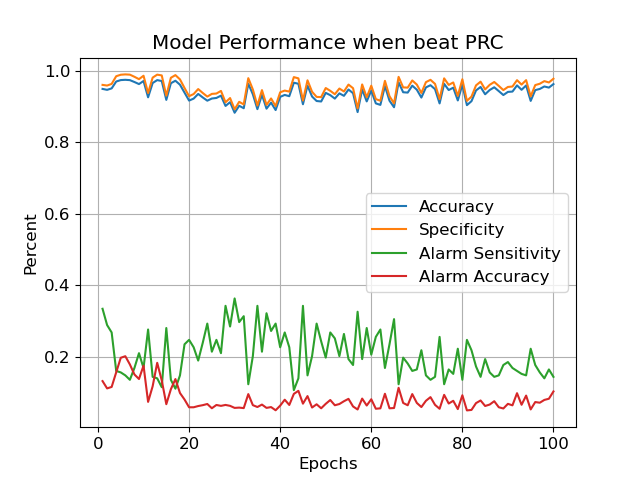 Model Performance when beat PRC
1.0
0.8
0.6
0.4
0.2
Percent
Accuracy
Specificity
Alarm Sensitivity
Alarm Accuracy
0 20 40 60 80 100
Epochs